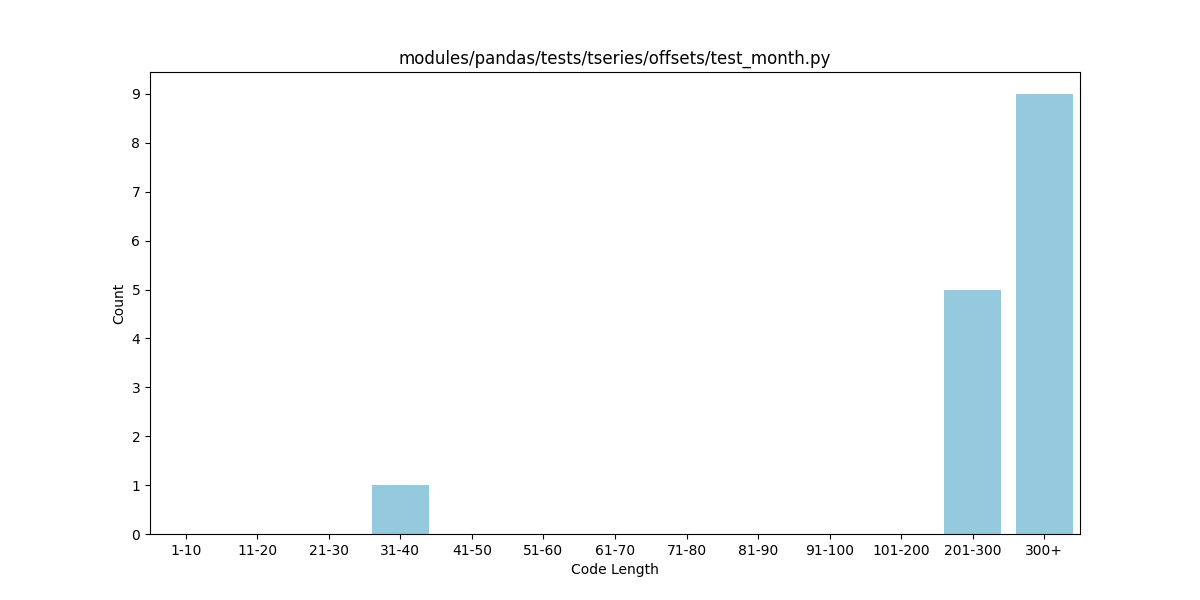 modules/pandas/tests/tseries/offsets/test_month.py
Count
9
8
7
6
5
4
3
2
1
0
1-10 11-20 21-30 31-40 41-50 51-60 61-70 71-80 81-90 91-100 101-200 201-300 300+
Code Length